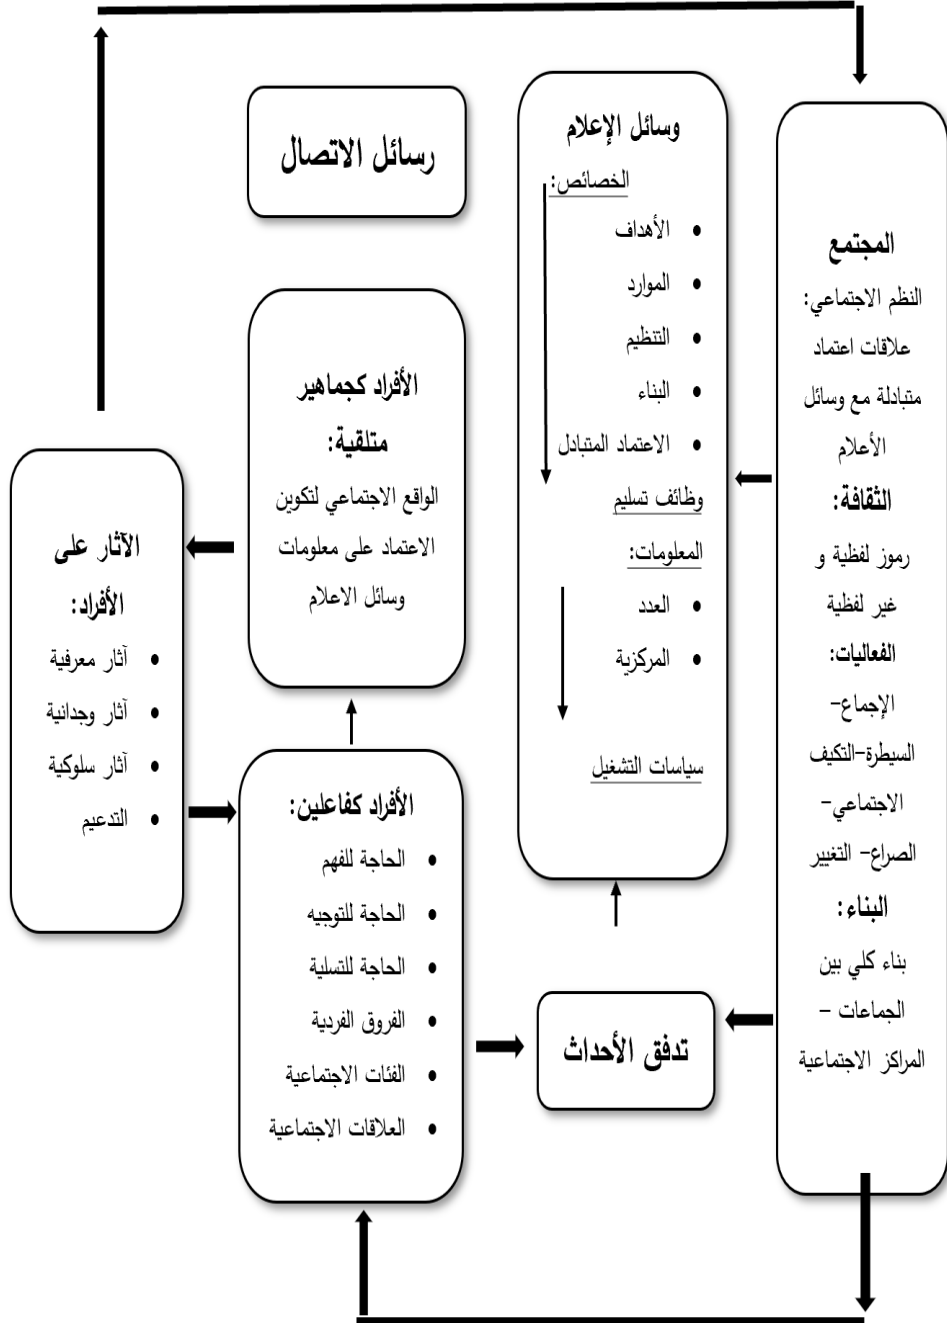 المجتمع
النظم الاجتماعي:
علاقات اعتماد
متبادلة مع وسائل
الأعلام
الثقافة:
رموز لفظية و
غير لفظية
الفعاليات:
الإجماع-
السيطرة-التكيف
الاجتماعي-
الصراع- التغيير
البناء:
بناء كلي بين
الجماعات -
المراكز الاجتماعية
وسائل الإعلام
الخصائص:
• الأهداف
• الموارد
• التنظيم
• البناء
• الاعتماد المتبادل
وظائف تسليم
المعلومات:
• العدد
• المركزية
سياسات التشغيل
تدفق الأحداث
رسائل الاتصال
الأفراد كجماهير
متلقية:
الواقع الاجتماعي لتكوين
الاعتماد على معلومات
وسائل الاعلام
الأفراد كفاعلين:
• الحاجة للفهم
• الحاجة للتوجيه
• الحاجة للتسلية
• الفروق الفردية
• الفئات الاجتماعية
• العلاقات الاجتماعية
الآثار على
الأفراد:
• آثار معرفية
• آثار وجدانية
• آثار سلوكية
• التدعيم